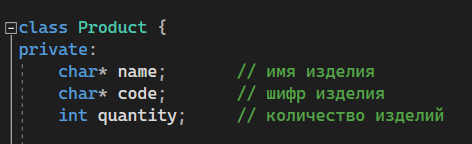 class Product {
private:
    char* name;        // имя изделия
    char* code;        // шифр изделия
    int quantity;      // количество изделий